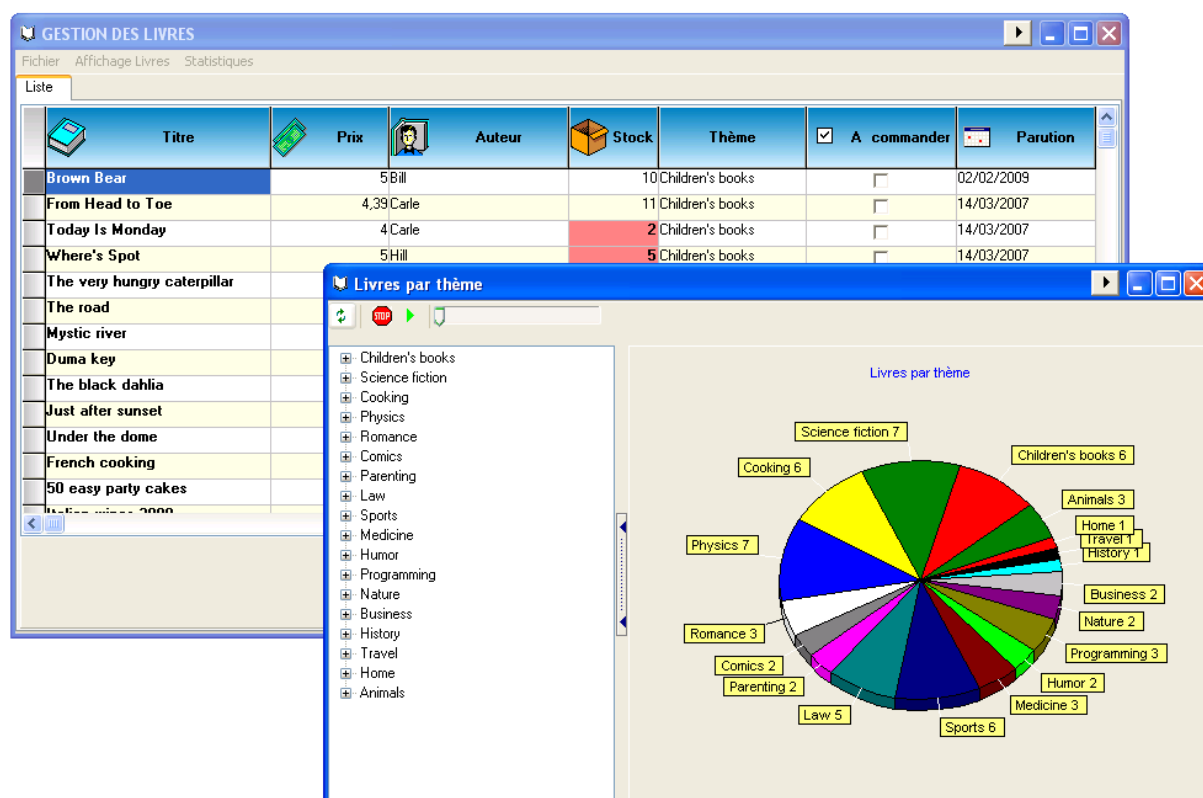 GESTION DES LIVRES
Fichier Affichage Livres Statistiques
Liste
Titre Prix Auteur Stock Thème A commander Parution
Brown Bear 5 Bill 10 Children's books 02/02/2009
From Head to Toe 4,39 Carle 11 Children's books 14/03/2007
Today Is Monday 4 Carle 2 Children's books 14/03/2007
Where's Spot 5 Hill 5 Children's books 14/03/2007
The very hungry caterpillar
The road
Mystic river
Duma key
The black dahlia
Just after sunset
Under the dome
French cooking
50 easy party cakes
Livres par thème
STOP
Children's books
Science fiction
Cooking
Physics
Romance
Comics
Parenting
Law
Sports
Medicine
Humor
Programming
Nature
Business
History
Travel
Home
Animals
Livres par thème
Science fiction 7
Children's books 6
Cooking 6
Animals 3
Home 1
Travel 1
Physics 7
History 1
Business 2
Nature 2
Romance 3
Programming 3
Comics 2
Humor 2
Parenting 2
Medicine 3
Law 5
Sports 6